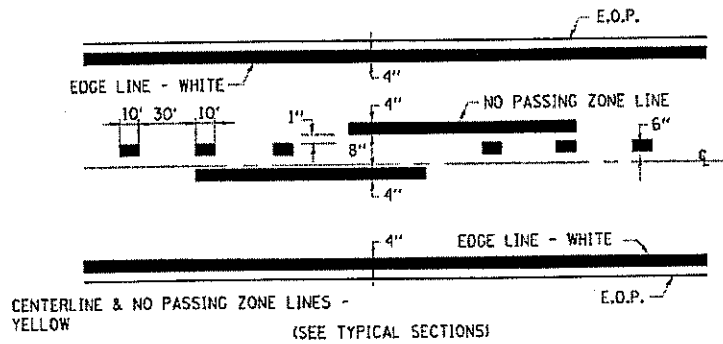 E.O.P.
EDGE LINE - WHITE
4"
4"
NO PASSING ZONE LINE
10' 30' 10'
1"
6"
8"
℄
4"
4"
EDGE LINE - WHITE
E.O.P.
CENTERLINE & NO PASSING ZONE LINES -
YELLOW
(SEE TYPICAL SECTIONS)